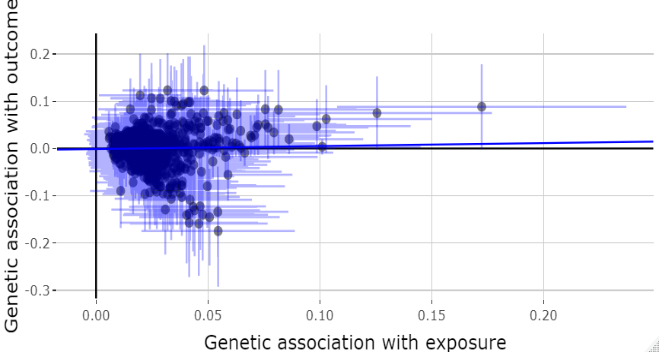 Genetic association with outcome
0.2
0.1
0.0
-0.1
-0.2
-0.3
0.00 0.05 0.10 0.15 0.20
Genetic association with exposure